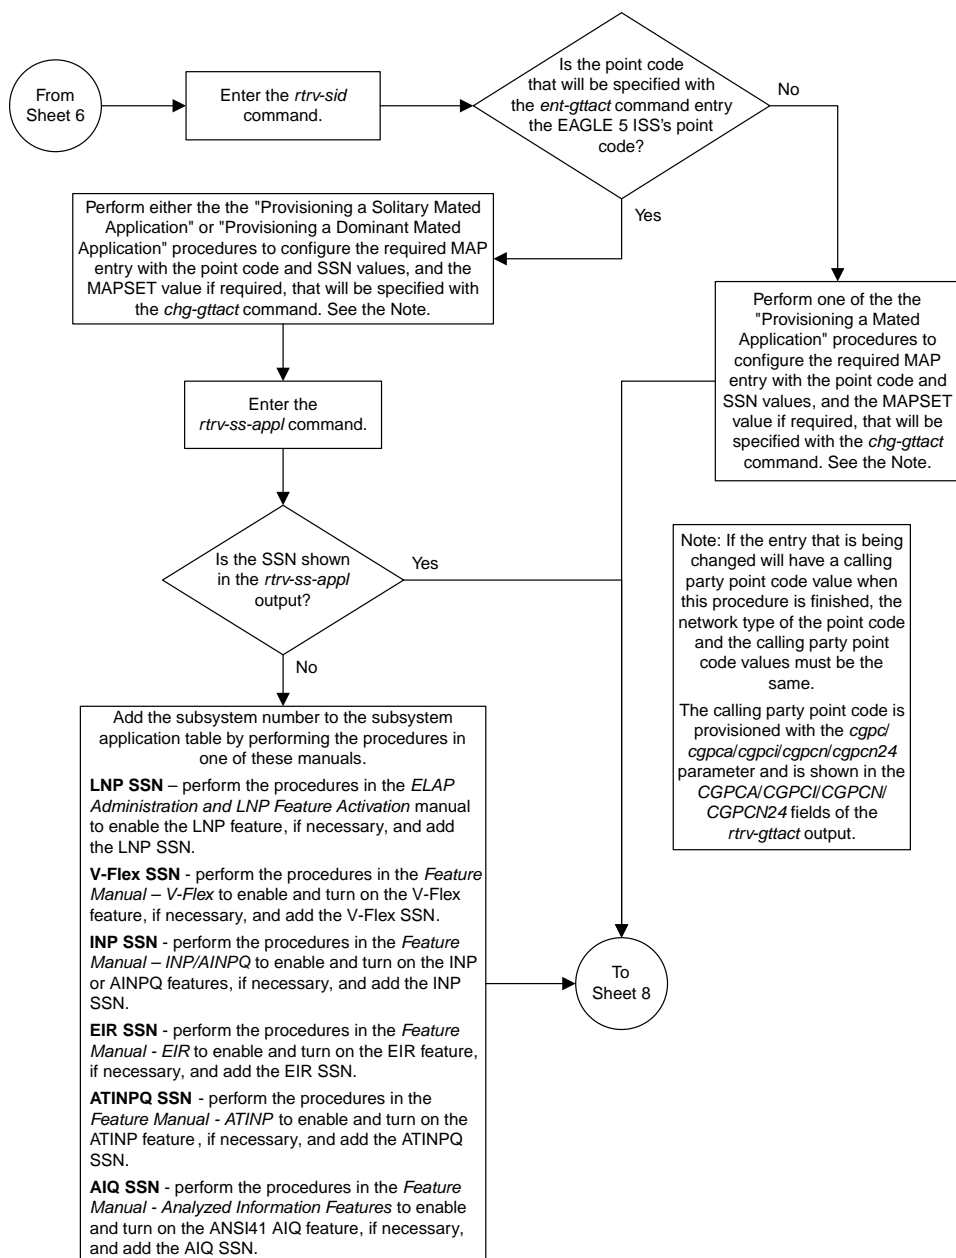 From
Sheet 6
Enter the rtrv-sid
command.
Is the point code
that will be specified with
the ent-gttact command entry
the EAGLE 5 ISS's point
code?
No
Yes
Perform either the the "Provisioning a Solitary Mated
Application" or "Provisioning a Dominant Mated
Application" procedures to configure the required MAP
entry with the point code and SSN values, and the
MAPSET value if required, that will be specified with
the chg-gttact command. See the Note.
Perform one of the the
"Provisioning a Mated
Application" procedures to
configure the required MAP
entry with the point code and
SSN values, and the MAPSET
value if required, that will be
specified with the chg-gttact
command. See the Note.
Enter the
rtrv-ss-appl command.
Is the SSN shown
in the rtrv-ss-appl
output?
Yes
No
Note: If the entry that is being
changed will have a calling
party point code value when
this procedure is finished, the
network type of the point code
and the calling party point
code values must be the
same.
The calling party point code is
provisioned with the cgpc/
cgpca/cgpci/cgpcn/cgpcn24
parameter and is shown in the
CGPCA/CGPCI/CGPCN/
CGPCN24 fields of the
rtrv-gttact output.
Add the subsystem number to the subsystem
application table by performing the procedures in
one of these manuals.
LNP SSN – perform the procedures in the ELAP
Administration and LNP Feature Activation manual
to enable the LNP feature, if necessary, and add
the LNP SSN.
V-Flex SSN - perform the procedures in the Feature
Manual – V-Flex to enable and turn on the V-Flex
feature, if necessary, and add the V-Flex SSN.
INP SSN - perform the procedures in the Feature
Manual – INP/AINPQ to enable and turn on the INP
or AINPQ features, if necessary, and add the INP
SSN.
EIR SSN - perform the procedures in the Feature
Manual - EIR to enable and turn on the EIR feature,
if necessary, and add the EIR SSN.
ATINPQ SSN - perform the procedures in the
Feature Manual - ATINP to enable and turn on the
ATINP feature, if necessary, and add the ATINPQ
SSN.
AIQ SSN - perform the procedures in the Feature
Manual - Analyzed Information Features to enable
and turn on the ANSI41 AIQ feature, if necessary,
and add the AIQ SSN.
To
Sheet 8